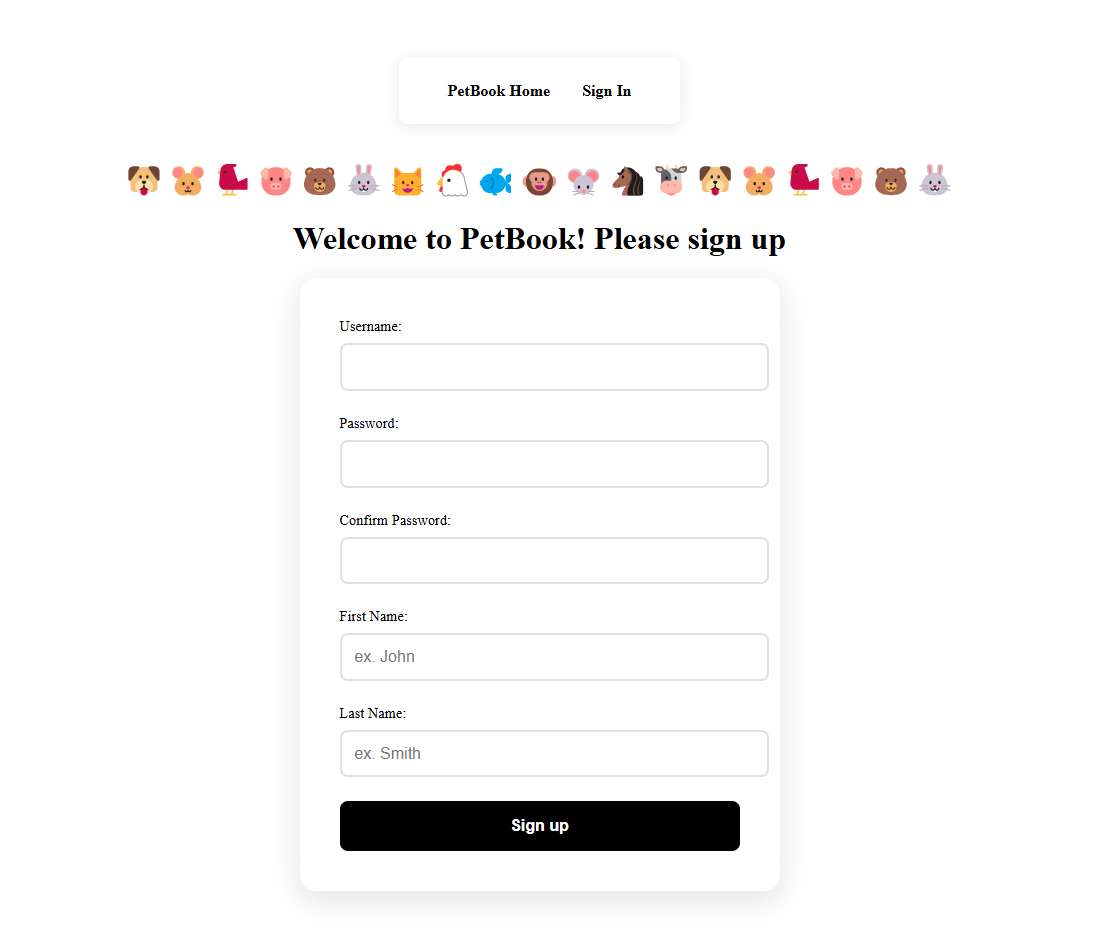 PetBook Home Sign In
Welcome to PetBook! Please sign up
Username:
Password:
Confirm Password:
First Name:
ex. John
Last Name:
ex. Smith
Sign up